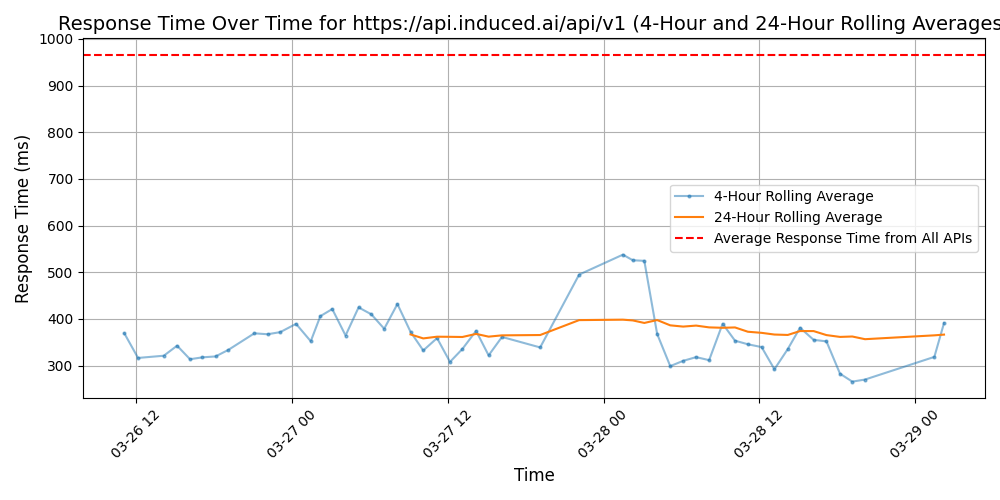 Response Time Over Time for https://api.induced.ai/api/v1 (4-Hour and 24-Hour Rolling Averages
Response Time (ms)
1000
900
800
700
600
500
400
300
4-Hour Rolling Average
24-Hour Rolling Average
Average Response Time from All APIs
03-26 12
03-27 00
03-27 12
03-28 00
03-28 12
03-29 00
Time